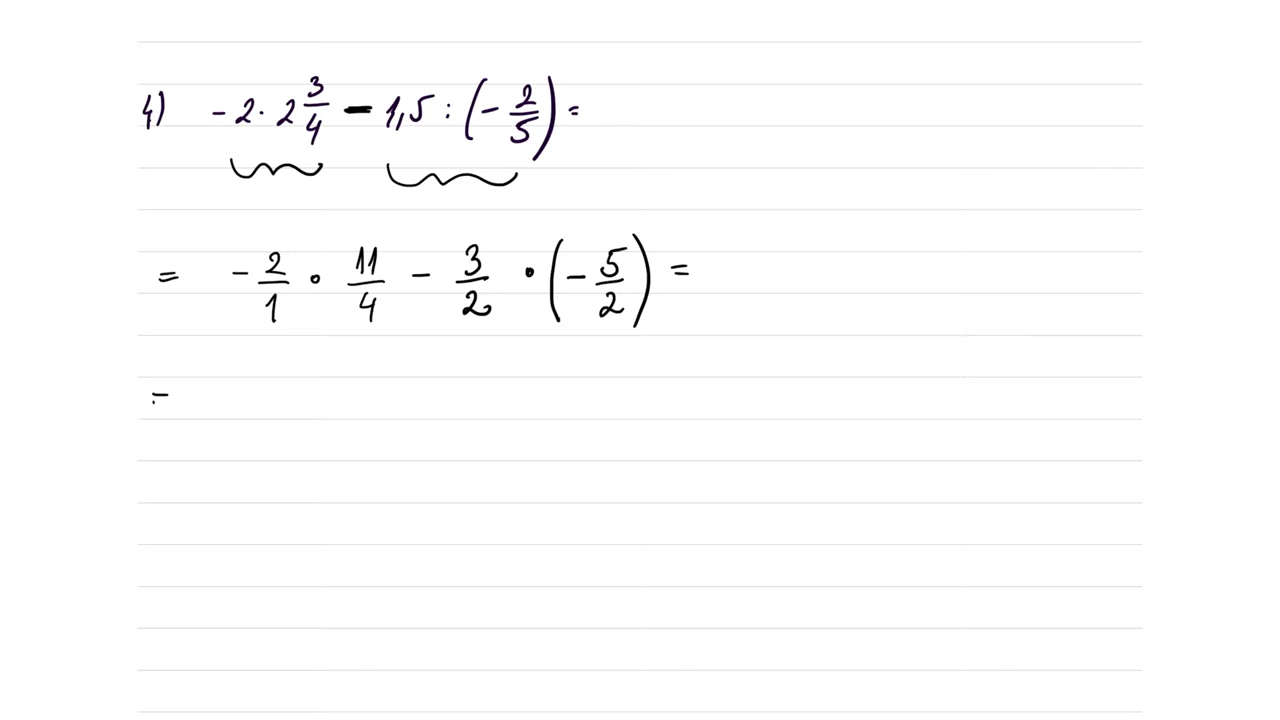 4) -2 · 2 3/4 - 1,5 : (- 2/5) =
= - 2/1 · 11/4 - 3/2 · (- 5/2) =
=